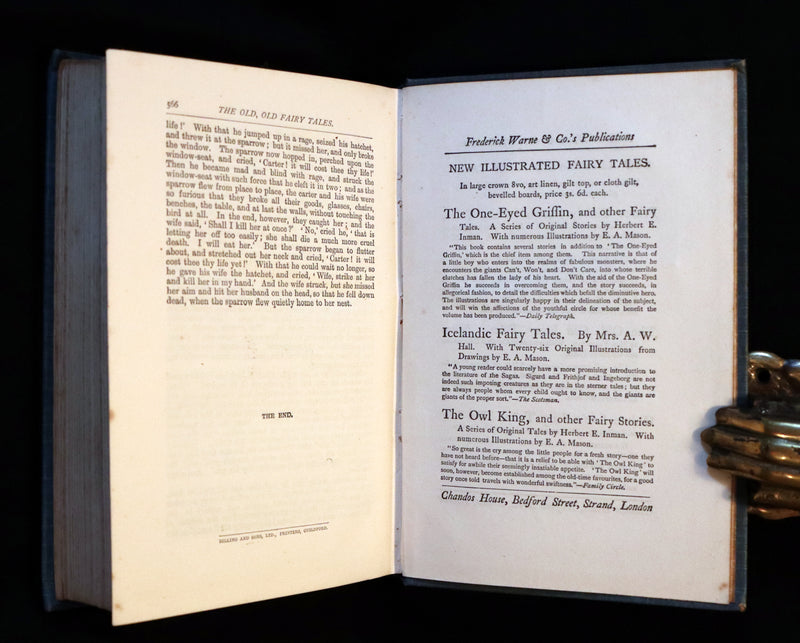 566
THE OLD, OLD FAIRY TALES.
life!' With that he jumped up in a rage, seized his hatchet,
and threw it at the sparrow; but it missed her, and only broke
the window. The sparrow now hopped in, perched upon the
window-seat, and cried, 'Carter! it will cost thee thy life!'
Then he became mad and blind with rage, and struck the
window-seat with such force that he cleft it in two; and as the
sparrow flew from place to place, the carter and his wife were
so furious that they broke all their goods, glasses, chairs,
benches, the table, and at last the walls, without touching the
bird at all. In the end, however, they caught her; and the
wife said, 'Shall I kill her at once?' 'No,' cried he, 'that is
letting her off too easily; she shall die a much more cruel
death. I will eat her.' But the sparrow began to flutter
about, and stretched out her neck and cried, 'Carter! it will
cost thee thy life yet!' With that he could wait no longer, so
he gave his wife the hatchet, and cried, 'Wife, strike at her
and kill her in my hand.' And the wife struck, but she missed
her aim and hit her husband on the head, so that he fell down
dead, when the sparrow flew quietly home to her nest.
THE END.
BILLING AND SONS, LTD., PRINTERS, GUILDFORD.
Frederick Warne & Co.'s Publications
NEW ILLUSTRATED FAIRY TALES.
In large crown 8vo, art linen, gilt top, or cloth gilt,
bevelled boards, price 3s. 6d. each.
The One-Eyed Griffin, and other Fairy
Tales. A Series of Original Stories by Herbert E.
Inman. With numerous Illustrations by E. A. Mason.
"This book contains several stories in addition to 'The One-Eyed
Griffin,' which is the chief item among them. This narrative is that of
a little boy who enters into the realms of fabulous monsters, where he
encounters the giants Can't, Won't, and Don't Care, into whose terrible
clutches has fallen the lady of his heart. With the aid of the One-Eyed
Griffin he succeeds in overcoming them, and the story succeeds, in
allegorical fashion, to detail the difficulties which befall the diminutive hero.
The illustrations are singularly happy in their delineation of the subject,
and will win the affections of the youthful circle for whose benefit the
volume has been produced."—Daily Telegraph.
Icelandic Fairy Tales. By Mrs. A. W.
Hall. With Twenty-six Original Illustrations from
Drawings by E. A. Mason.
"A young reader could scarcely have a more promising introduction to
the literature of the Sagas. Sigurd and Frithjof and Ingeborg are not
indeed such imposing creatures as they are in the sterner tales; but they
are always people whom every child ought to know, and the giants are
giants of the proper sort."—The Scotsman.
The Owl King, and other Fairy Stories.
A Series of Original Tales by Herbert E. Inman. With
numerous Illustrations by E. A. Mason.
"So great is the cry among the little people for a fresh story—one they
have not heard before—that it is a relief to be able with 'The Owl King' to
satisfy for awhile their seemingly insatiable appetite. 'The Owl King' will
soon, however, become established among the old-time favourites, for a good
story once told travels with wonderful swiftness."—Family Circle.
Chandos House, Bedford Street, Strand, London